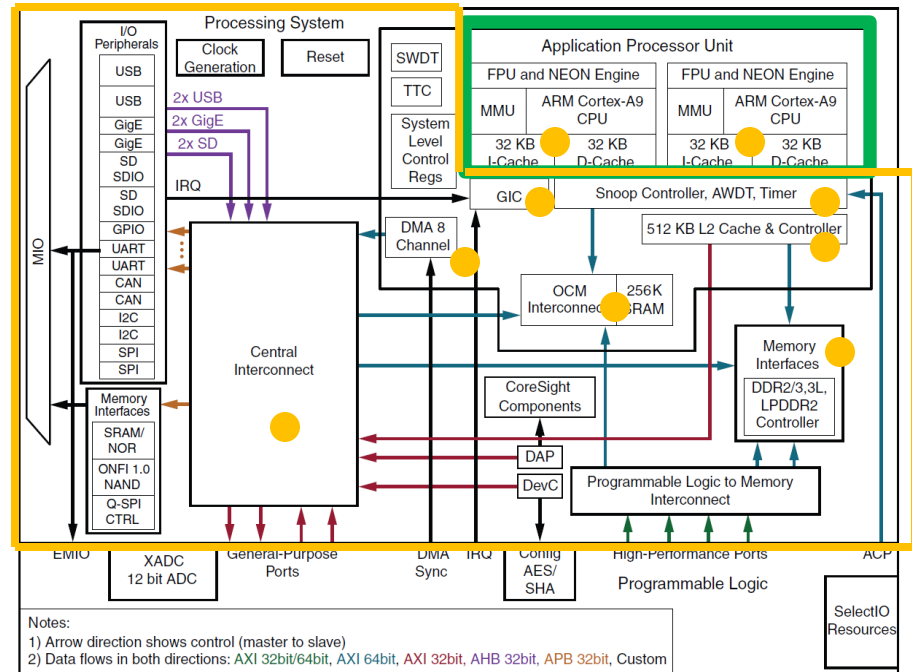 Processing System
I/O
Peripherals
USB
USB
GigE
GigE
SD
SDIO
SD
SDIO
GPIO
UART
UART
CAN
CAN
I2C
I2C
SPI
SPI
MIO
Clock
Generation
Reset
2x USB
2x GigE
2x SD
IRQ
SWDT
TTC
System
Level
Control
Regs
Application Processor Unit
FPU and NEON Engine
MMU
ARM Cortex-A9
CPU
32 KB
I-Cache
32 KB
D-Cache
FPU and NEON Engine
MMU
ARM Cortex-A9
CPU
32 KB
I-Cache
32 KB
D-Cache
GIC
Snoop Controller, AWDT, Timer
512 KB L2 Cache & Controller
DMA 8
Channel
OCM
Interconnect
256K
SRAM
Central
Interconnect
Memory
Interfaces
DDR2/3,3L,
LPDDR2
Controller
Memory
Interfaces
SRAM/
NOR
ONFI 1.0
NAND
Q-SPI
CTRL
CoreSight
Components
DAP
DevC
Programmable Logic to Memory
Interconnect
EMIO
XADC
12 bit ADC
General-Purpose
Ports
DMA
Sync
IRQ
Config
AES/
SHA
High-Performance Ports
ACP
Programmable Logic
SelectIO
Resources
Notes:
1) Arrow direction shows control (master to slave)
2) Data flows in both directions: AXI 32bit/64bit, AXI 64bit, AXI 32bit, AHB 32bit, APB 32bit, Custom